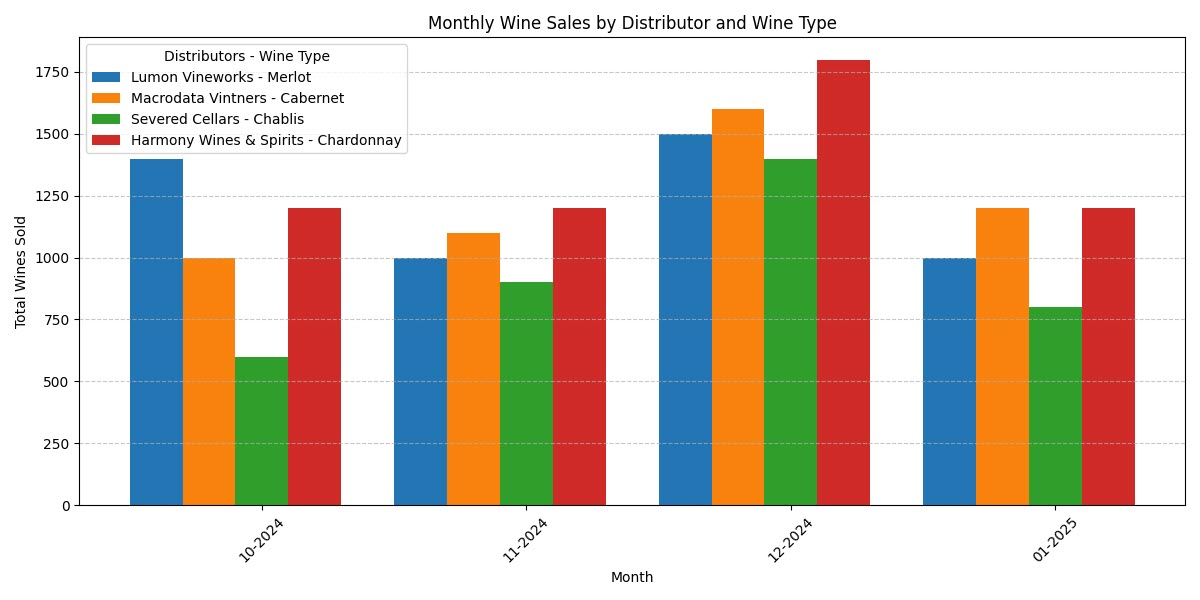 Monthly Wine Sales by Distributor and Wine Type
Distributors - Wine Type
Lumon Vineworks - Merlot
Macrodata Vintners - Cabernet
Severed Cellars - Chablis
Harmony Wines & Spirits - Chardonnay
Total Wines Sold
1750
1500
1250
1000
750
500
250
0
10-2024
11-2024
12-2024
01-2025
Month